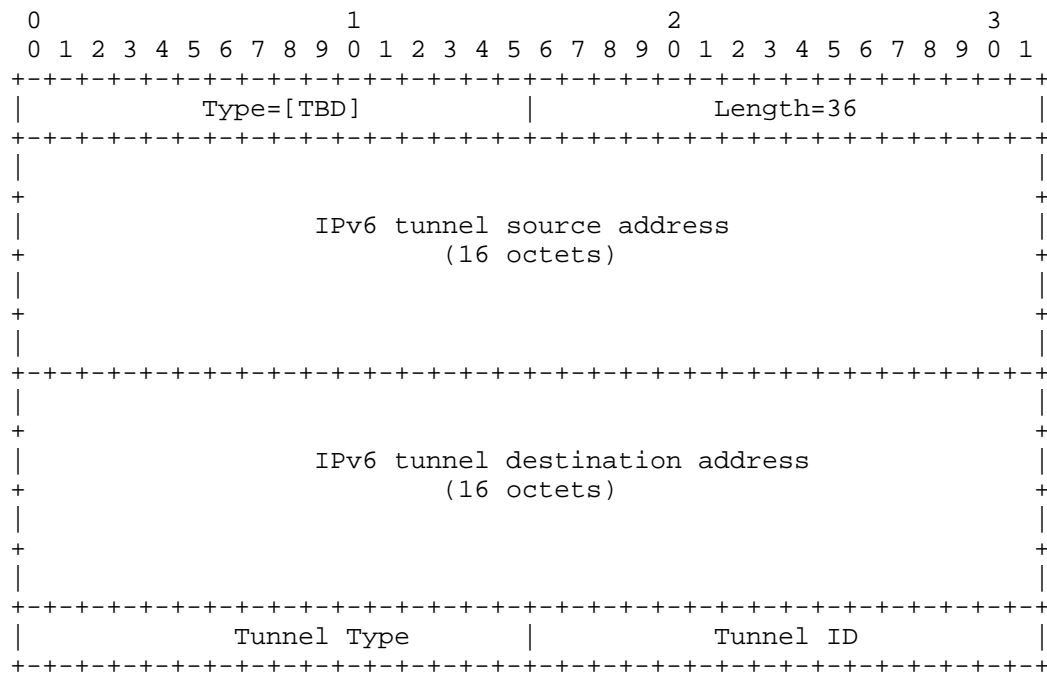 0                   1                   2                   3
 0 1 2 3 4 5 6 7 8 9 0 1 2 3 4 5 6 7 8 9 0 1 2 3 4 5 6 7 8 9 0 1
+-+-+-+-+-+-+-+-+-+-+-+-+-+-+-+-+-+-+-+-+-+-+-+-+-+-+-+-+-+-+-+-+
|         Type=[TBD]            |           Length=36           |
+-+-+-+-+-+-+-+-+-+-+-+-+-+-+-+-+-+-+-+-+-+-+-+-+-+-+-+-+-+-+-+-+
|                                                               |
+                                                               +
|                  IPv6 tunnel source address                   |
+                          (16 octets)                          +
|                                                               |
+                                                               +
|                                                               |
+-+-+-+-+-+-+-+-+-+-+-+-+-+-+-+-+-+-+-+-+-+-+-+-+-+-+-+-+-+-+-+-+
|                                                               |
+                                                               +
|                  IPv6 tunnel destination address              |
+                          (16 octets)                          +
|                                                               |
+                                                               +
|                                                               |
+-+-+-+-+-+-+-+-+-+-+-+-+-+-+-+-+-+-+-+-+-+-+-+-+-+-+-+-+-+-+-+-+
|             Tunnel Type       |           Tunnel ID           |
+-+-+-+-+-+-+-+-+-+-+-+-+-+-+-+-+-+-+-+-+-+-+-+-+-+-+-+-+-+-+-+-+